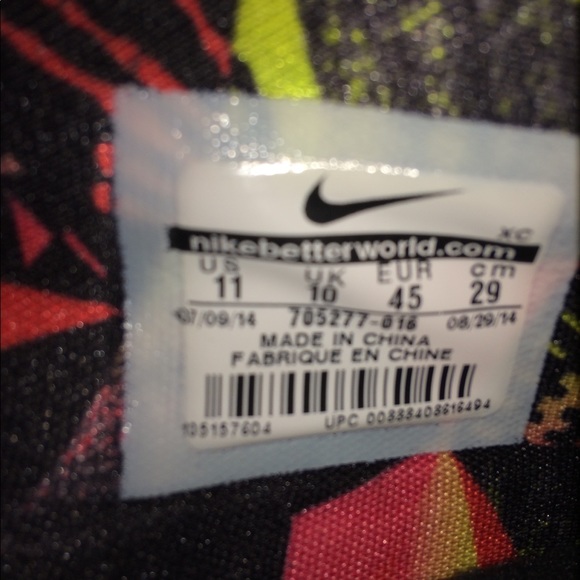 XC
nikebetterworld.com
US UK EUR cm
11 10 45 29
07/09/14 705277-016 08/29/14
MADE IN CHINA
FABRIQUE EN CHINE
UPC 00888408616494